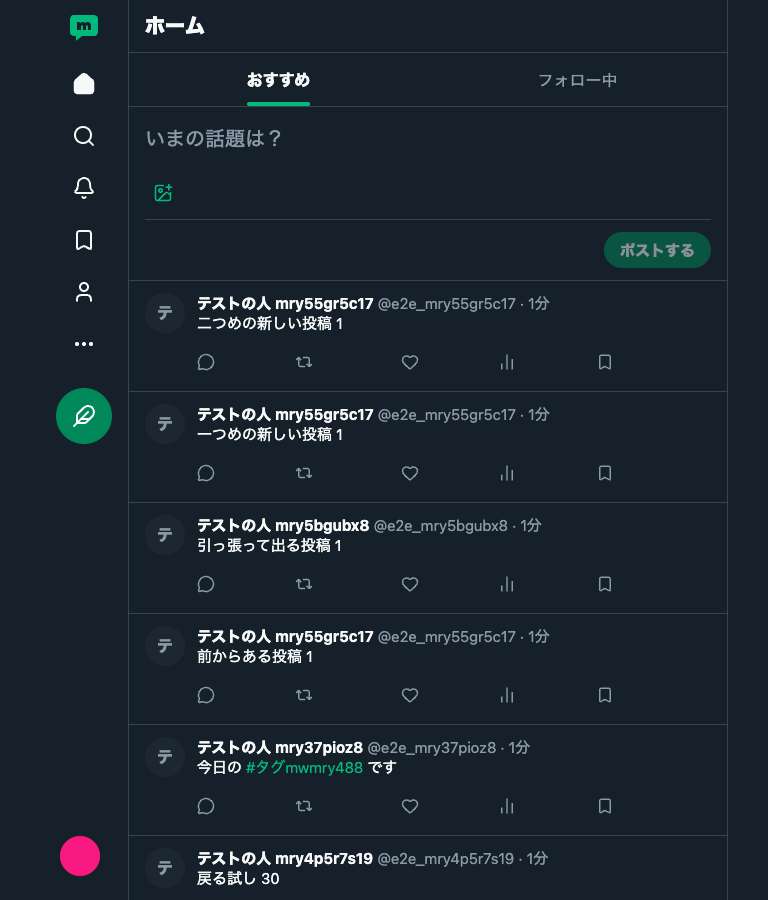 m
ホーム
おすすめ
フォロー中
いまの話題は？
ポストする
テ
テストの人 mry55gr5c17 @e2e_mry55gr5c17 · 1分
二つめの新しい投稿 1
テ
テストの人 mry55gr5c17 @e2e_mry55gr5c17 · 1分
一つめの新しい投稿 1
テ
テストの人 mry5bgubx8 @e2e_mry5bgubx8 · 1分
引っ張って出る投稿 1
テ
テストの人 mry55gr5c17 @e2e_mry55gr5c17 · 1分
前からある投稿 1
テ
テストの人 mry37pioz8 @e2e_mry37pioz8 · 1分
今日の #タグmwmry488 です
テ
テストの人 mry4p5r7s19 @e2e_mry4p5r7s19 · 1分
戻る試し 30